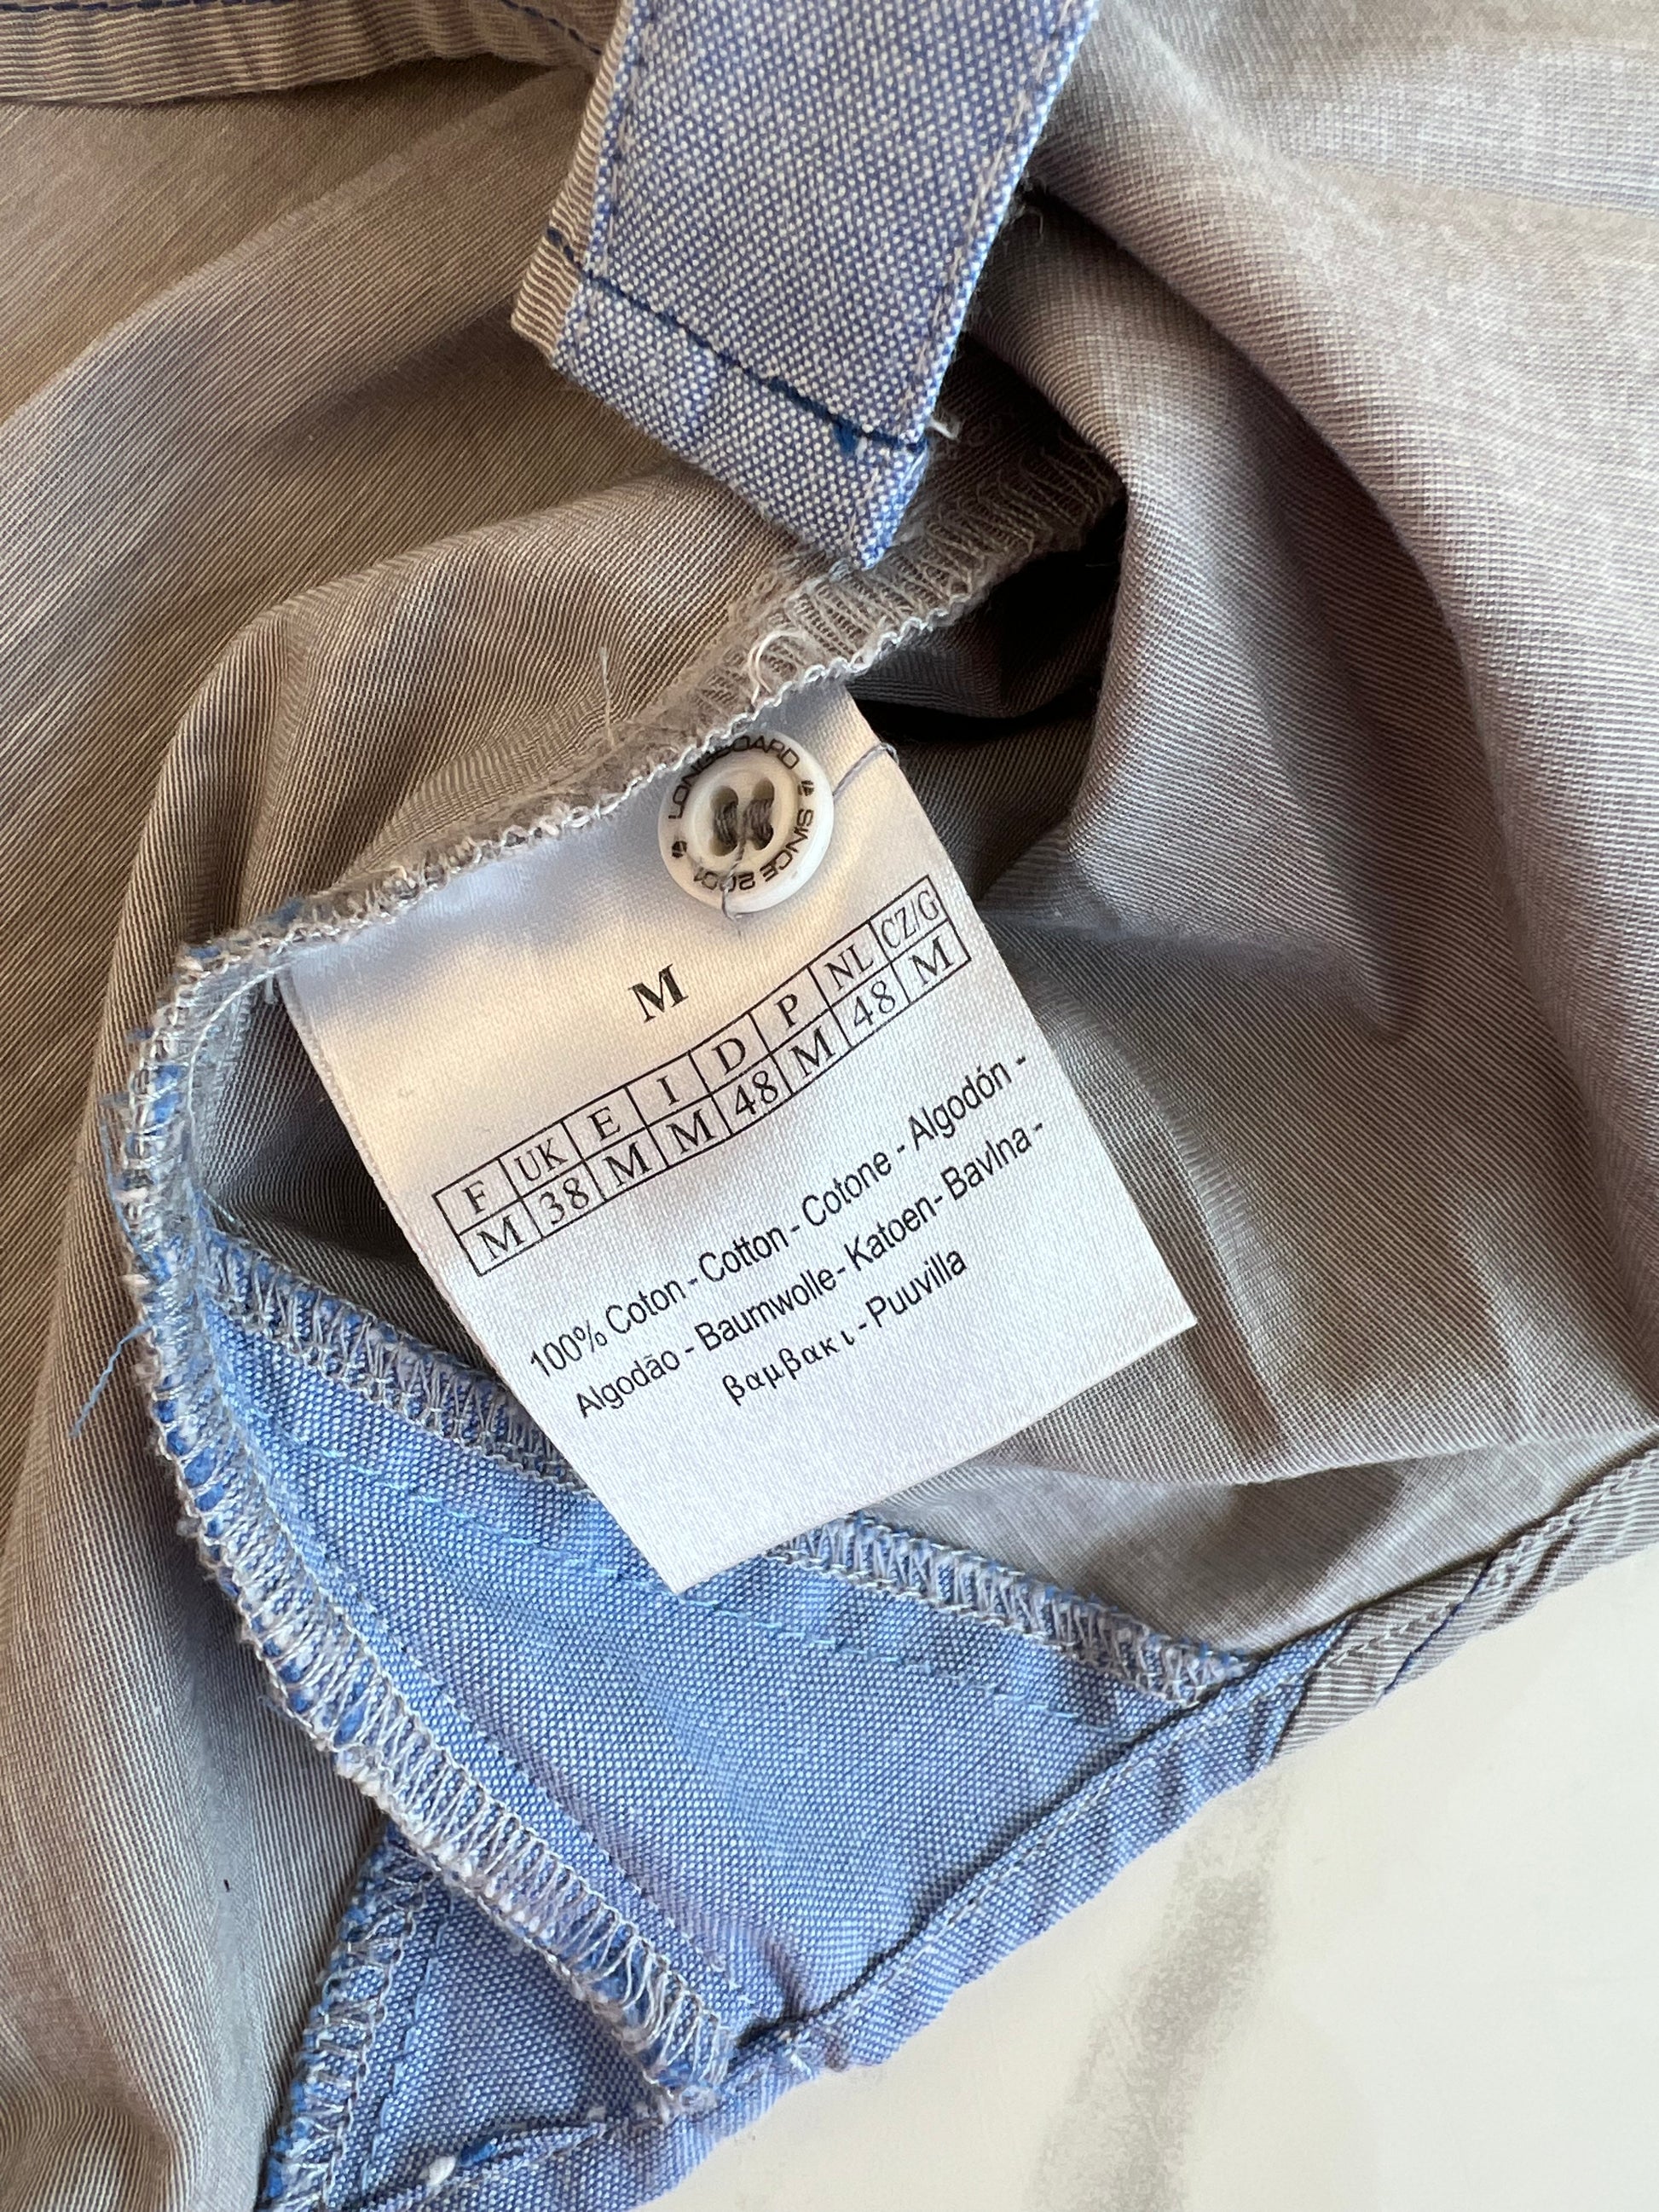 LONGBOARD SINCE 2001
M
F UK E I D P NL CZ/G
M 38 M M 48 M 48 M
100% Coton - Cotton - Cotone - Algodón -
Algodão - Baumwolle- Katoen- Bavlna -
βαμβακι - Puuvilla